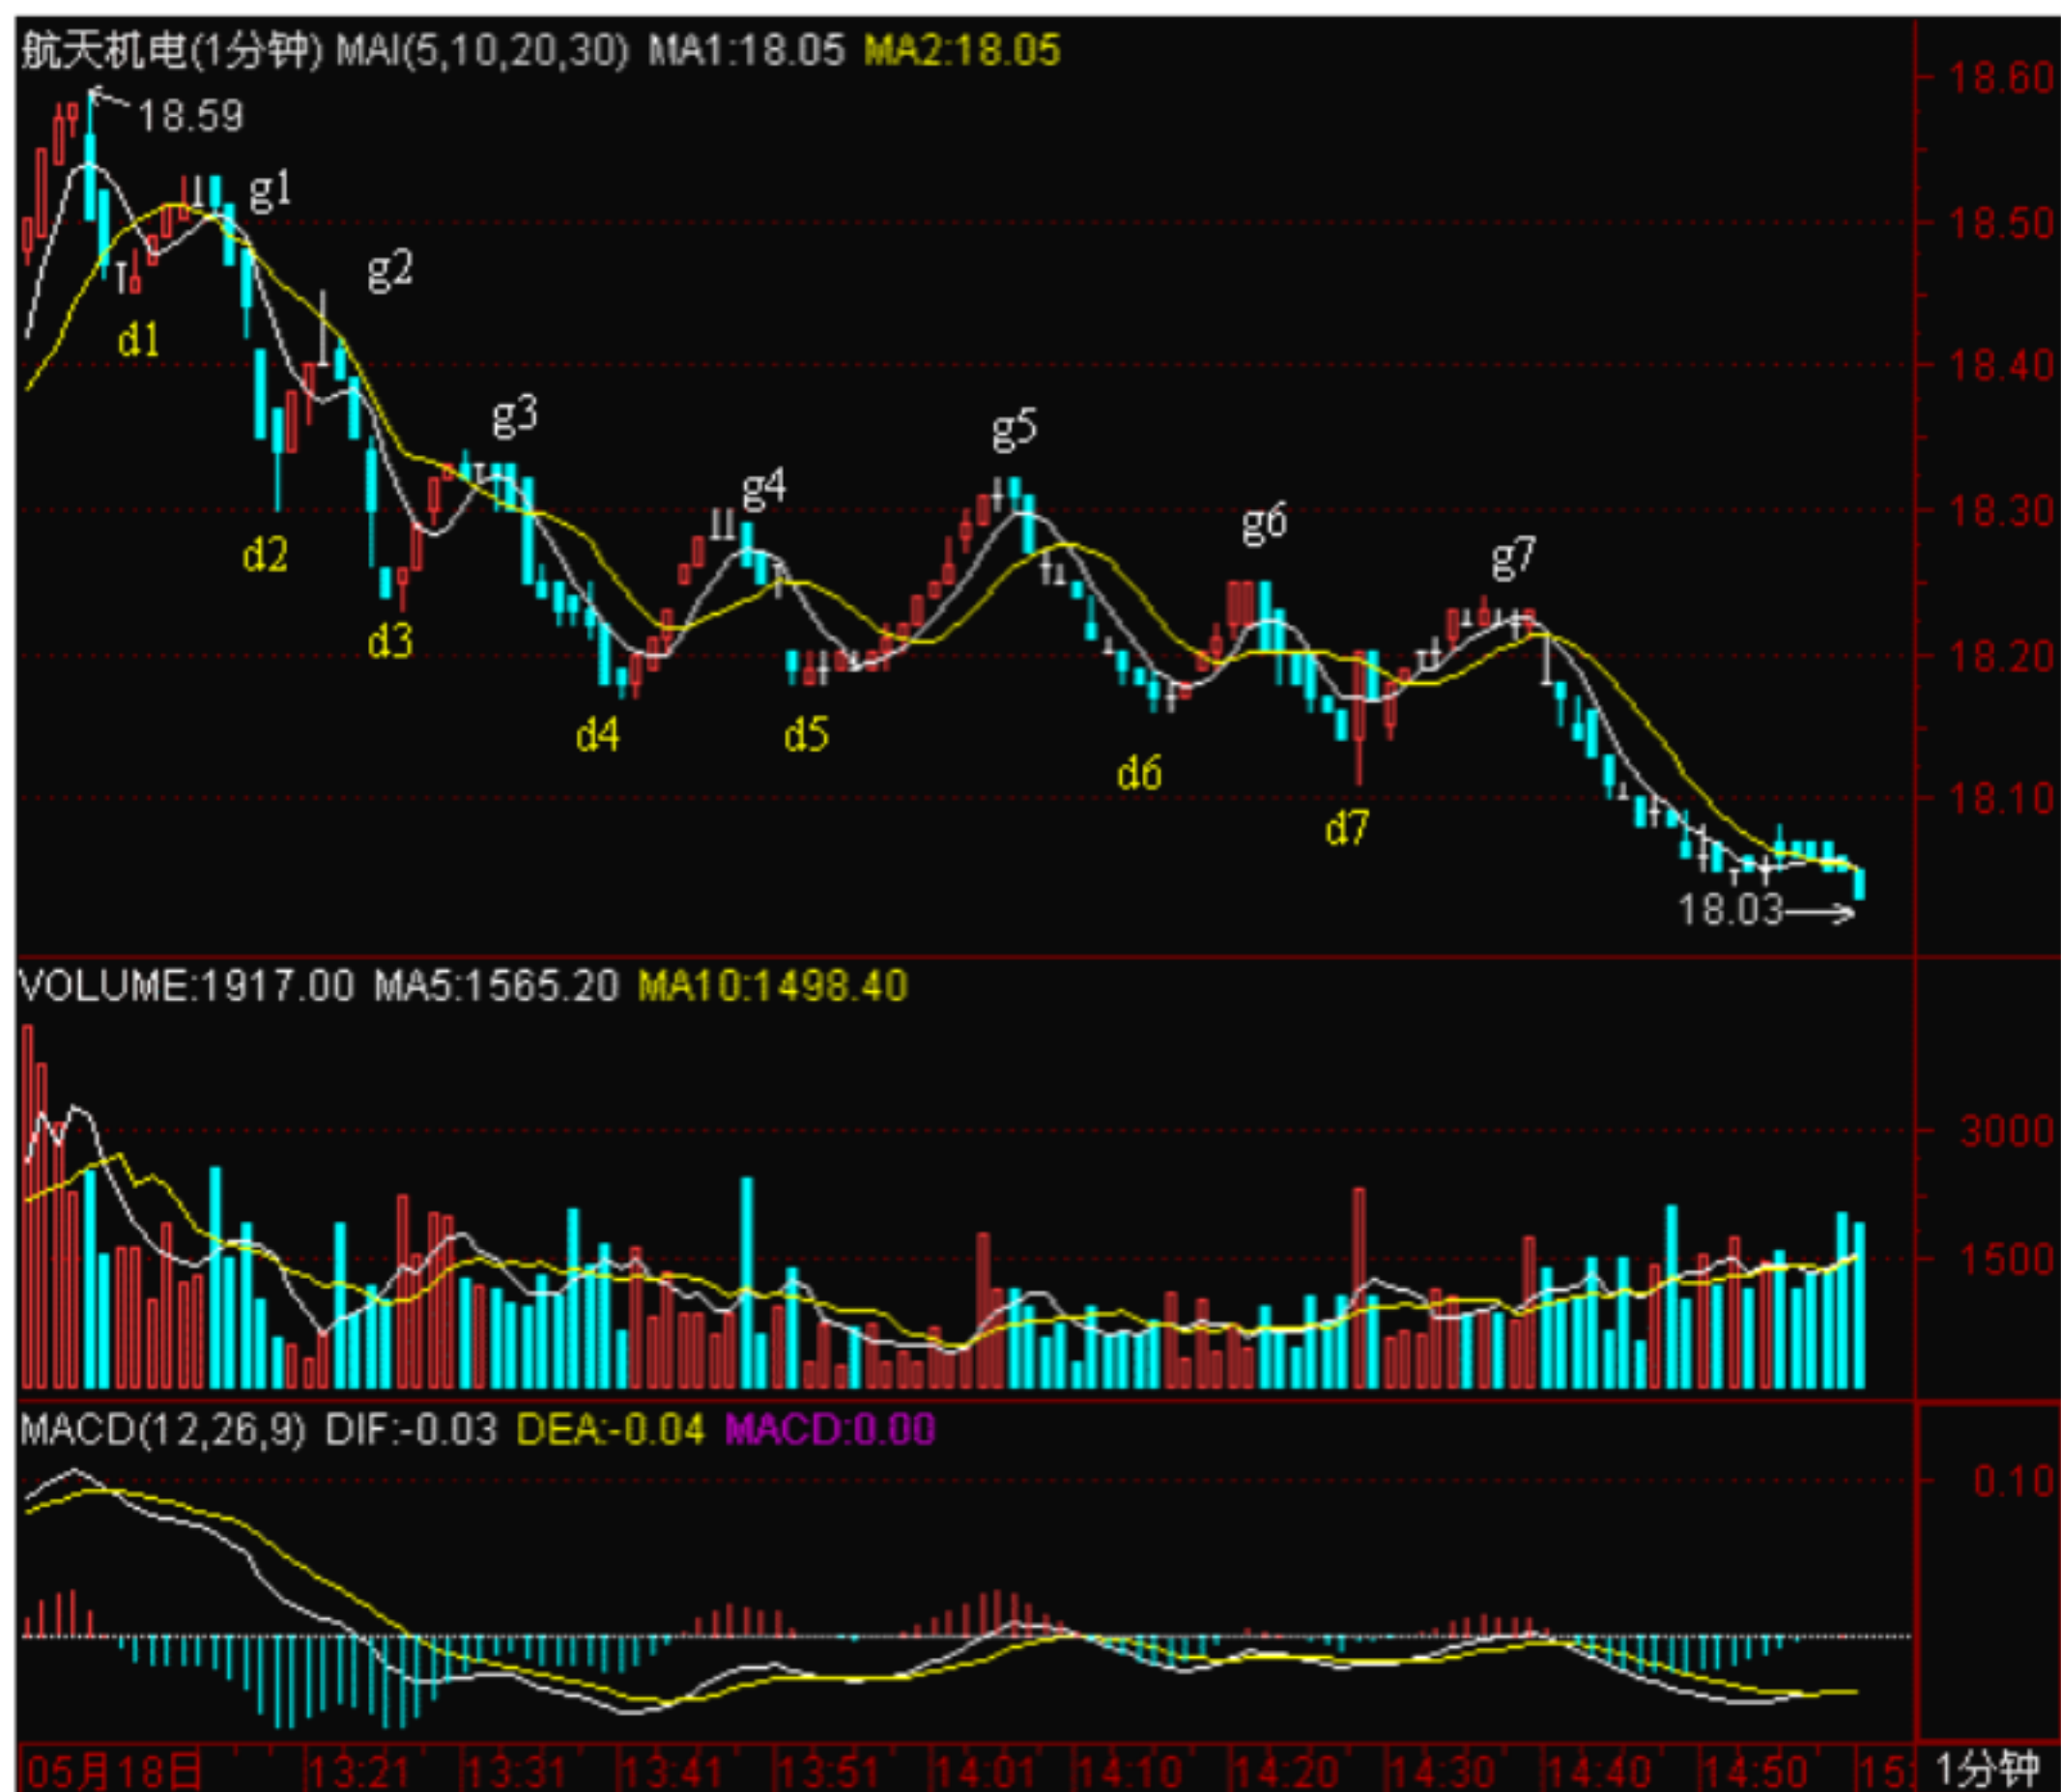 航天机电(1分钟) MAI(5,10,20,30) MA1:18.05 MA2:18.05
18.60
18.59
g1
18.50
g2
d1
18.40
g3
g5
g4
18.30
g6
d2
g7
d3
18.20
d4
d5
d6
18.10
d7
18.03
VOLUME:1917.00 MA5:1565.20 MA10:1498.40
3000
1500
MACD(12,26,9) DIF:-0.03 DEA:-0.04 MACD:0.00
0.10
05月18日 13:21 13:31 13:41 13:51 14:01 14:10 14:20 14:30 14:40 14:50 15: 1分钟